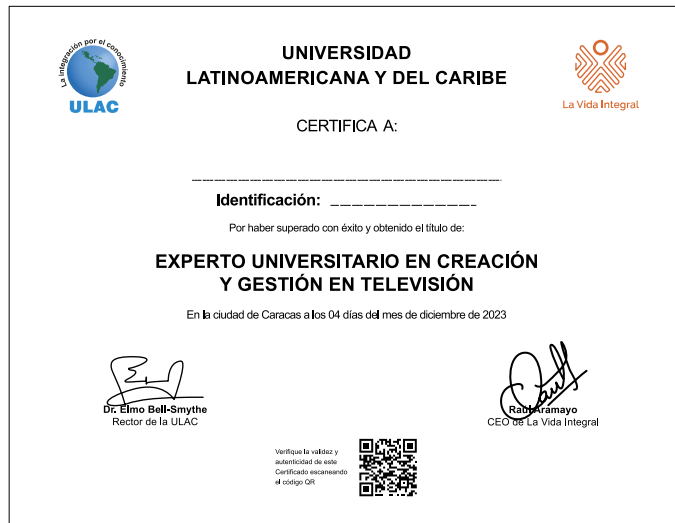 La integración por el conocimiento
ULAC
UNIVERSIDAD
LATINOAMERICANA Y DEL CARIBE
La Vida Integral
CERTIFICA A:
Identificación:
Por haber superado con éxito y obtenido el título de:
EXPERTO UNIVERSITARIO EN CREACIÓN
Y GESTIÓN EN TELEVISIÓN
En la ciudad de Caracas a los 04 días del mes de diciembre de 2023
Dr. Elmo Bell-Smythe
Rector de la ULAC
Raúl Aramayo
CEO de La Vida Integral
Verifique la validez y
autenticidad de este
Certificado escaneando
el código QR